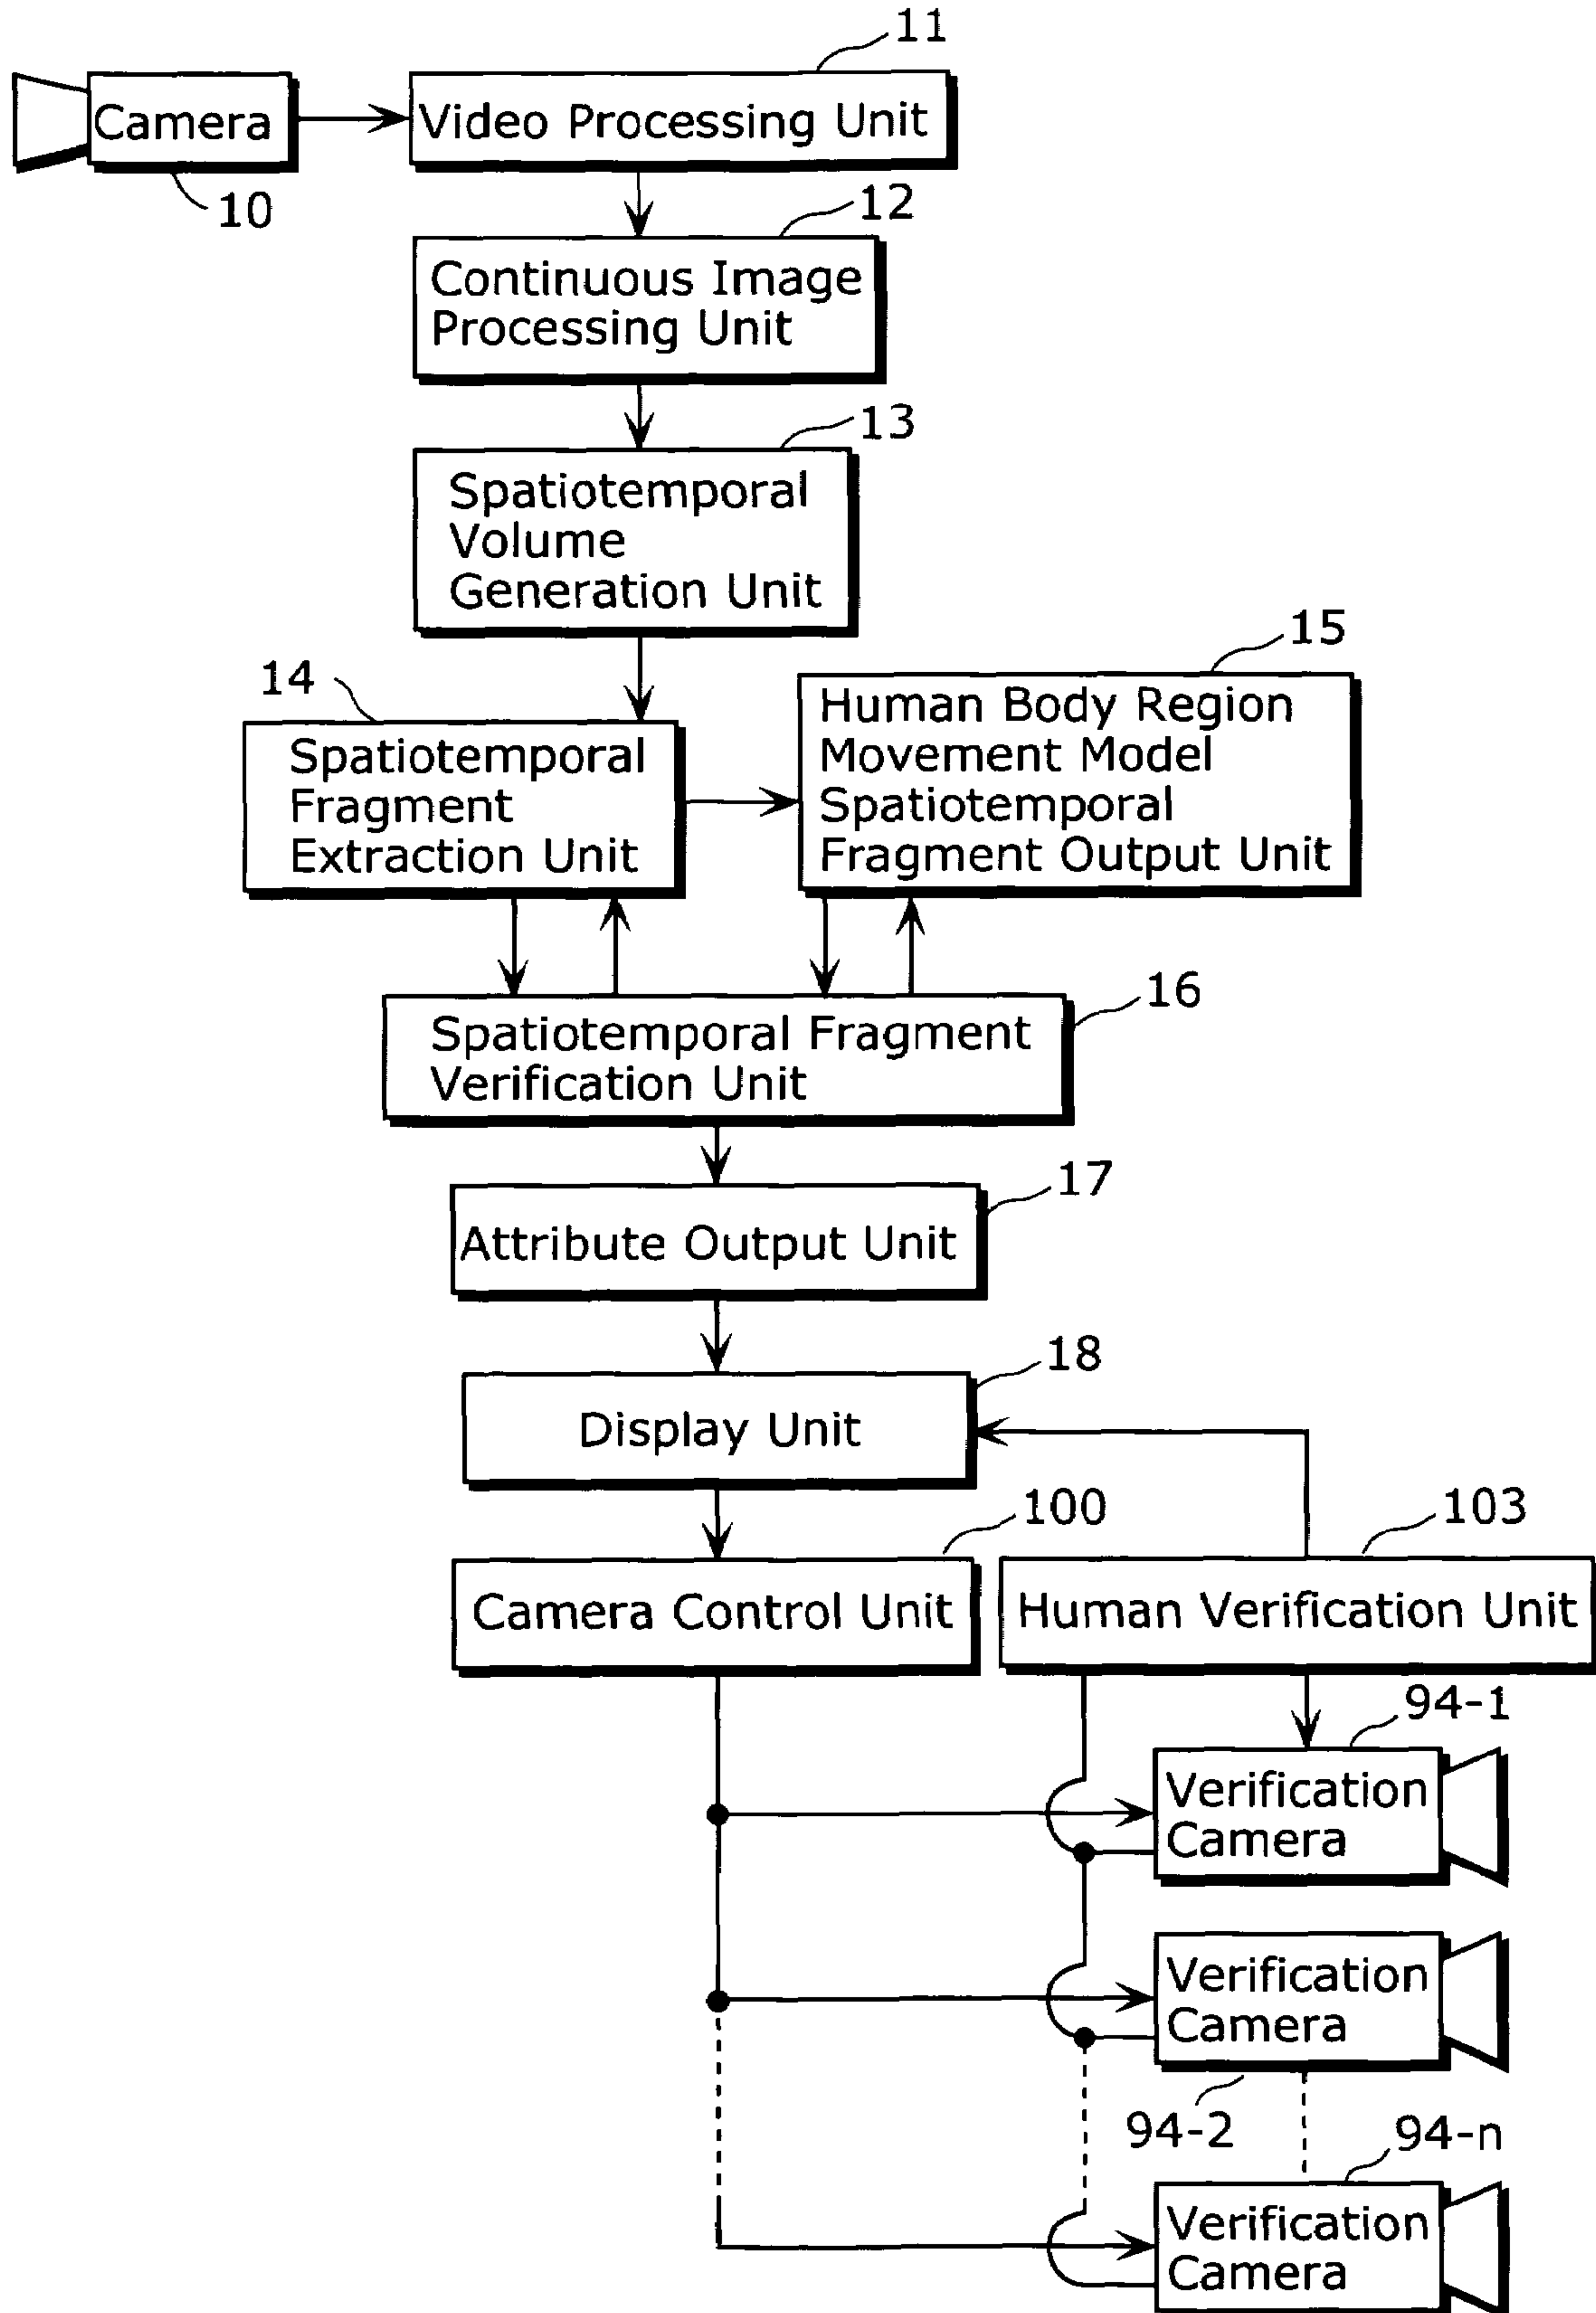 11
Camera
Video Processing Unit
10
12
Continuous Image
Processing Unit
13
Spatiotemporal
Volume
Generation Unit
15
14
Human Body Region
Movement Model
Spatiotemporal
Fragment Output Unit
Spatiotemporal
Fragment
Extraction Unit
16
Spatiotemporal Fragment
Verification Unit
17
Attribute Output Unit
18
Display Unit
100
103
Camera Control Unit
Human Verification Unit
94-1
Verification
Camera
Verification
Camera
94-2
94-n
Verification
Camera